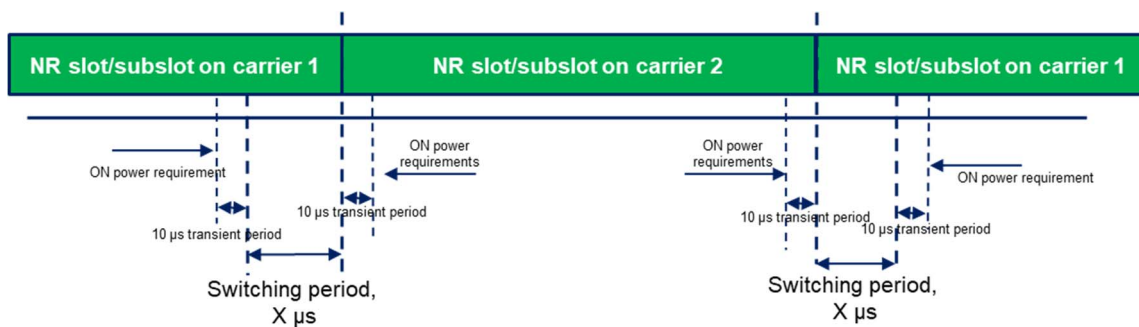 NR slot/subslot on carrier 1
NR slot/subslot on carrier 2
NR slot/subslot on carrier 1
ON power requirement
ON power
requirements
ON power
requirements
ON power requirement
10 µs transient period
10 µs transient period
10 µs transient period
10 µs transient period
Switching period,
X µs
Switching period,
X µs